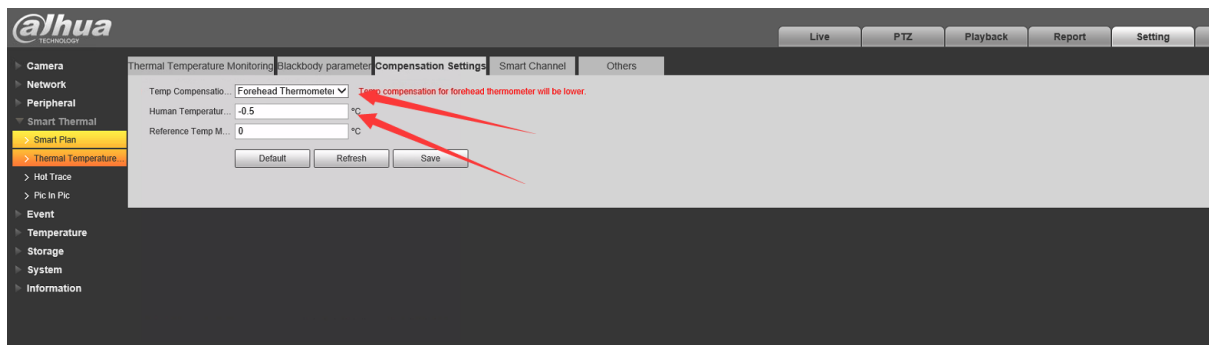 alhua
TECHNOLOGY
Live PTZ Playback Report Setting
Camera
Network
Peripheral
Smart Thermal
Smart Plan
Thermal Temperature...
Hot Trace
Pic In Pic
Event
Temperature
Storage
System
Information
Thermal Temperature Monitoring Blackbody parameter Compensation Settings Smart Channel Others
Temp Compensatio... Forehead Thermometer Temp compensation for forehead thermometer will be lower.
Human Temperatur... -0.5 °C
Reference Temp M... 0 °C
Default Refresh Save